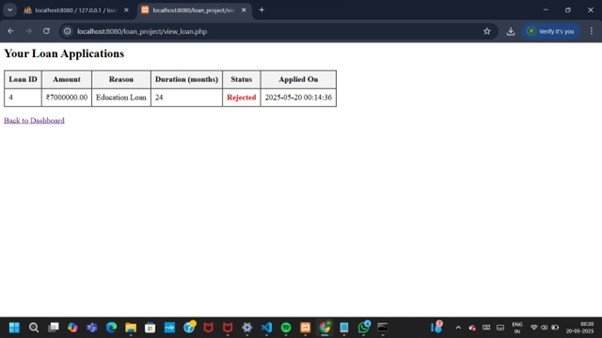 localhost:8080 / 127.0.0.1 / loan
localhost:8080/loan_project/vie
localhost:8080/loan_project/view_loan.php
Verify it's you
Your Loan Applications
Loan ID Amount Reason Duration (months) Status Applied On
4 ₹7000000.00 Education Loan 24 Rejected 2025-05-20 00:14:36
Back to Dashboard
ENG
IN
00:20
20-05-2025